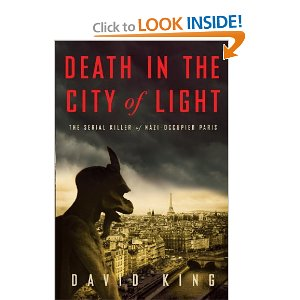 Click to LOOK INSIDE!
DEATH IN THE
CITY of LIGHT
THE SERIAL KILLER of NAZI-OCCUPIED PARIS
DAVID KING